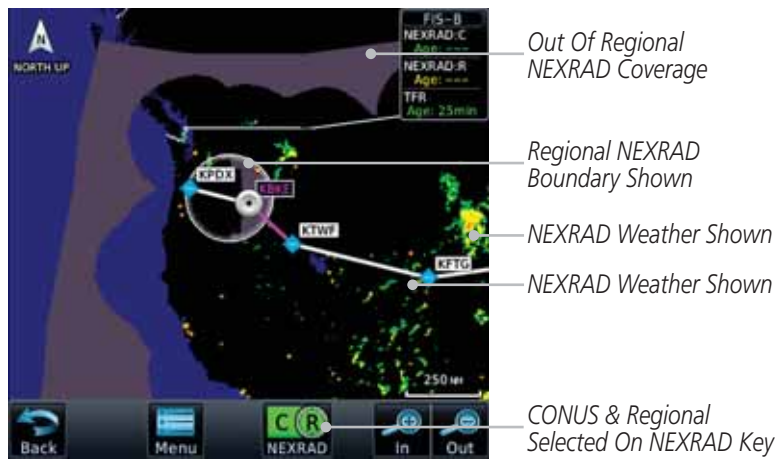 FIS-B
NEXRAD:C
Age: ---
NEXRAD:R
Age: ---
TFR
Age: 25min
N
NORTH UP
Out Of Regional
NEXRAD Coverage
Regional NEXRAD
Boundary Shown
KPDX
KBKE
NEXRAD Weather Shown
KTWF
KFTG
NEXRAD Weather Shown
250 NM
CONUS & Regional
Selected On NEXRAD Key
Back
Menu
C R
NEXRAD
In
Out